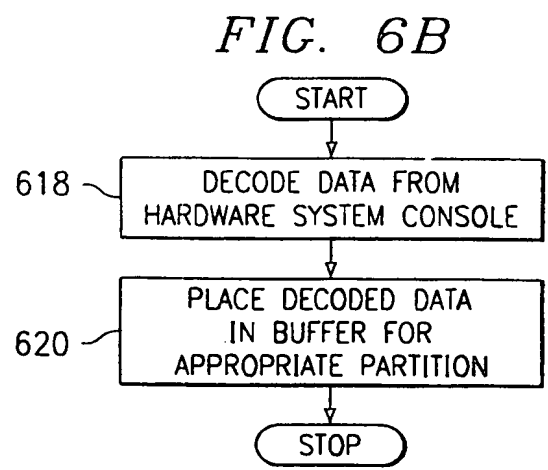 FIG. 6B
START
618
DECODE DATA FROM
HARDWARE SYSTEM CONSOLE
PLACE DECODED DATA
IN BUFFER FOR
620
APPROPRIATE PARTITION
STOP